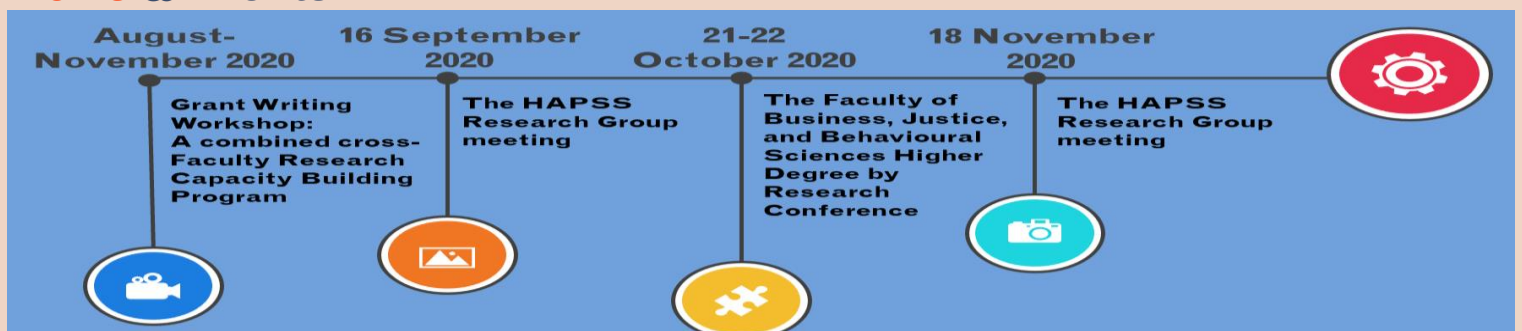 August-
November 2020
Grant Writing
Workshop:
A combined cross-
Faculty Research
Capacity Building
Program
16 September
2020
The HAPSS
Research Group
meeting
21-22
October 2020
The Faculty of
Business, Justice,
and Behavioural
Sciences Higher
Degree by
Research
Conference
18 November
2020
The HAPSS
Research Group
meeting